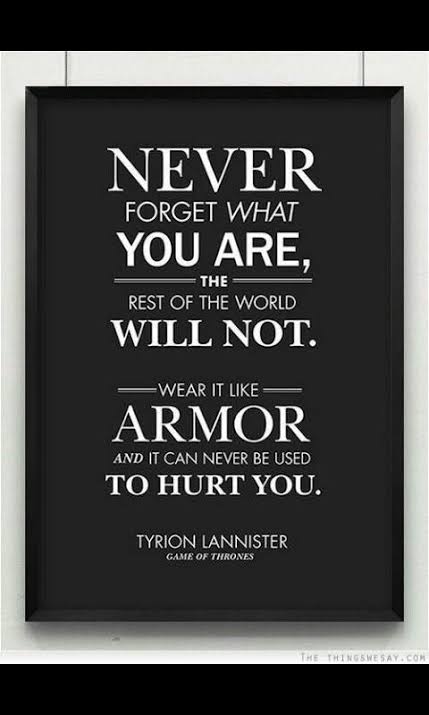 NEVER
FORGET WHAT
YOU ARE,
THE
REST OF THE WORLD
WILL NOT.
WEAR IT LIKE
ARMOR
AND IT CAN NEVER BE USED
TO HURT YOU.
TYRION LANNISTER
GAME OF THRONES
THE THINGSWESAY.COM